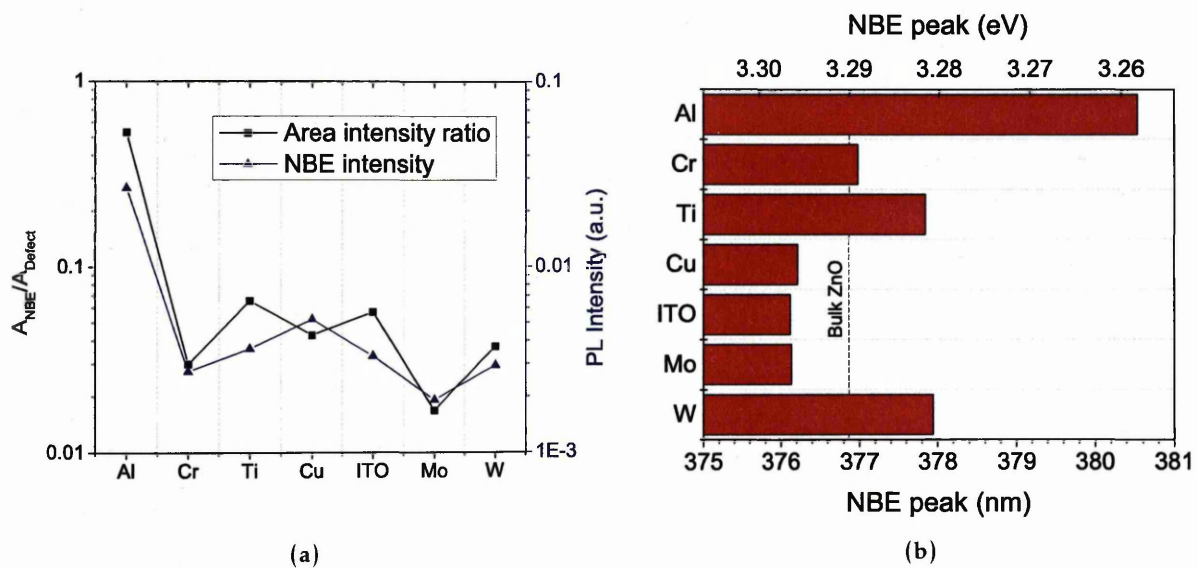 1
0.1
0.01
A_NBE/A_Defect
Area intensity ratio
NBE intensity
0.1
0.01
1E-3
PL Intensity (a.u.)
Al Cr Ti Cu ITO Mo W
(a)
NBE peak (eV)
3.30 3.29 3.28 3.27 3.26
Al
Cr
Ti
Cu
ITO
Mo
W
Bulk ZnO
375 376 377 378 379 380 381
NBE peak (nm)
(b)